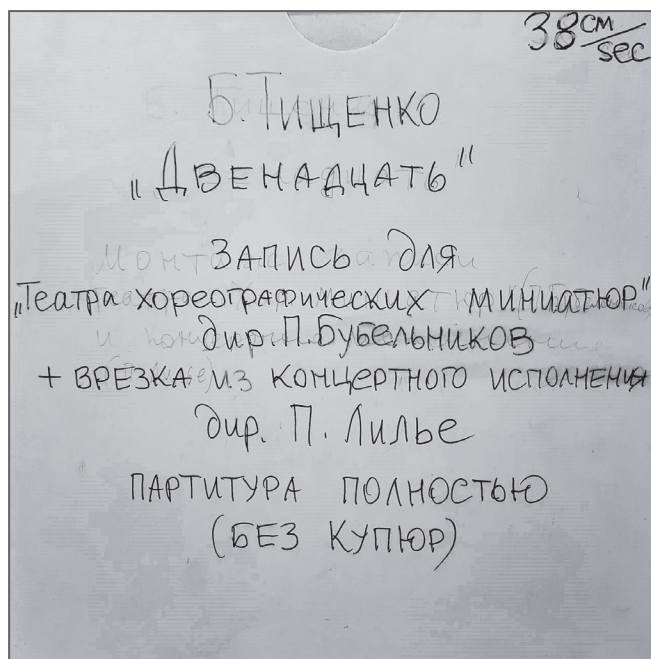 38 см/sec
Б. Тищенко
„Двенадцать"
Запись для
„Театра хореографических миниатюр"
дир П. Бубельников
+ врезка из концертного исполнения
дир. П. Лилье
партитура полностью
(без купюр)